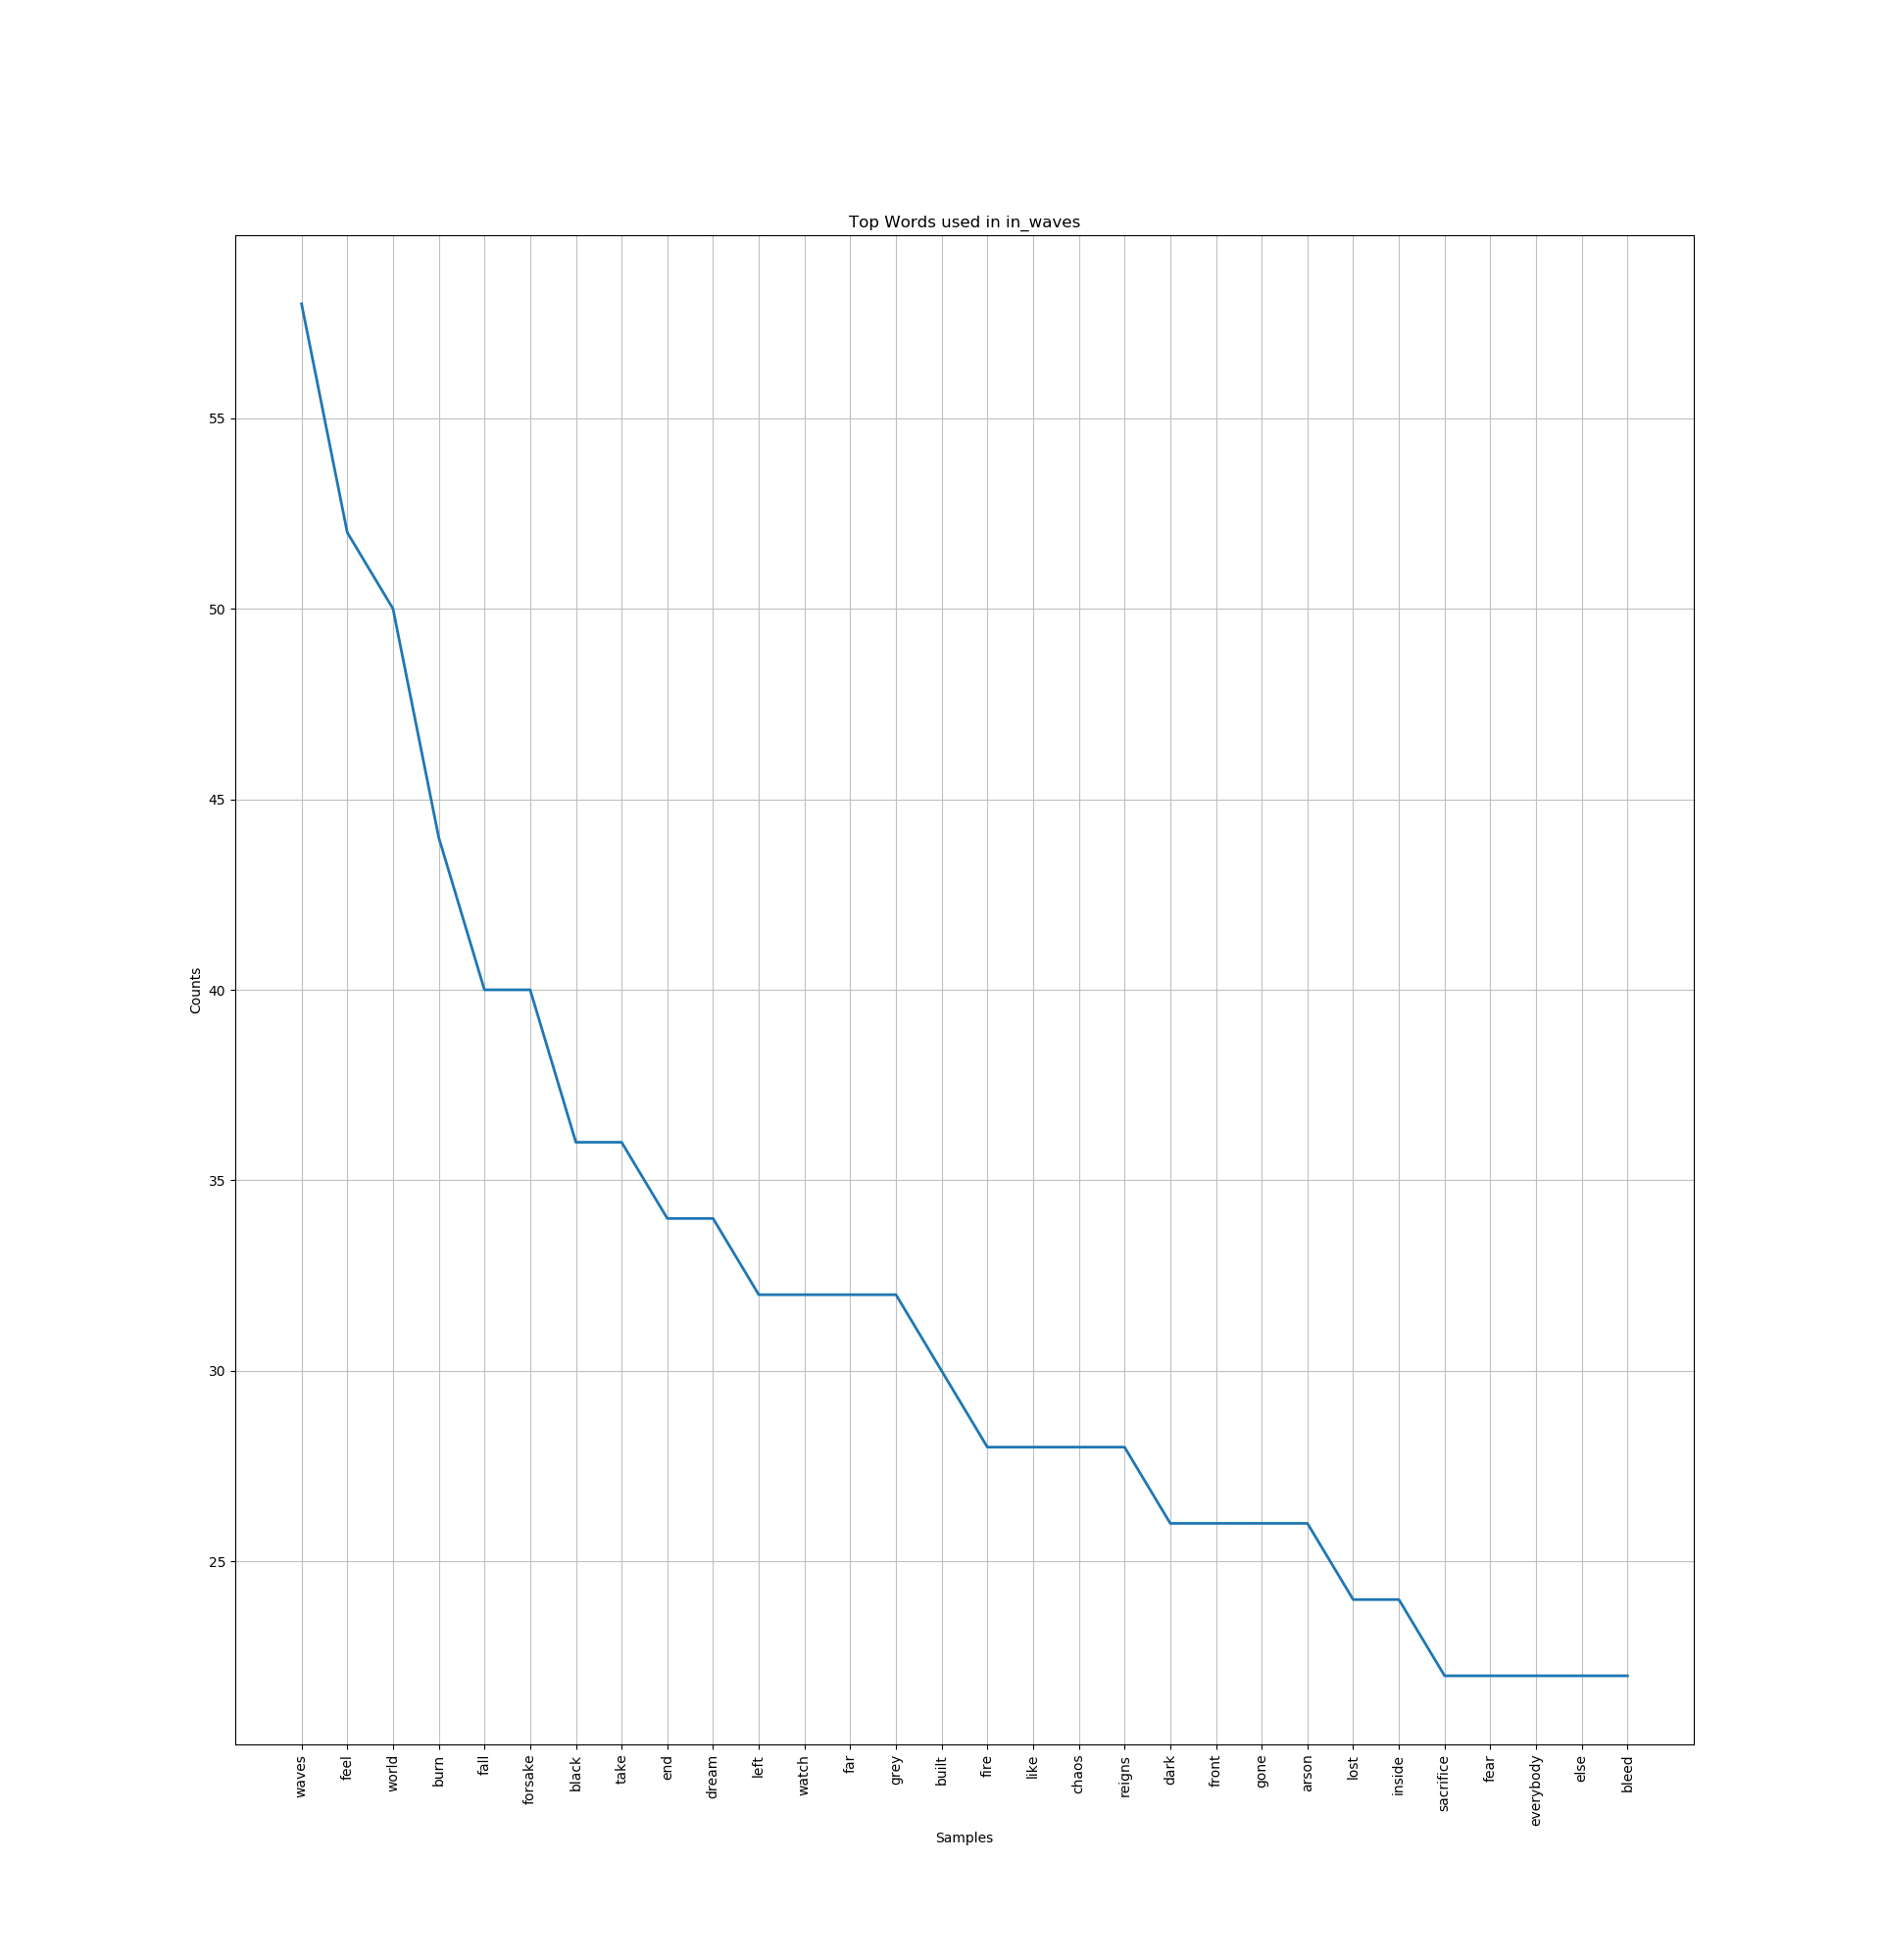 Top Words used in in_waves
Counts
55
50
45
40
35
30
25
waves
feel
world
burn
fall
forsake
black
take
end
dream
left
watch
far
grey
built
fire
like
chaos
reigns
dark
front
gone
arson
lost
inside
sacrifice
fear
everybody
else
bleed
Samples